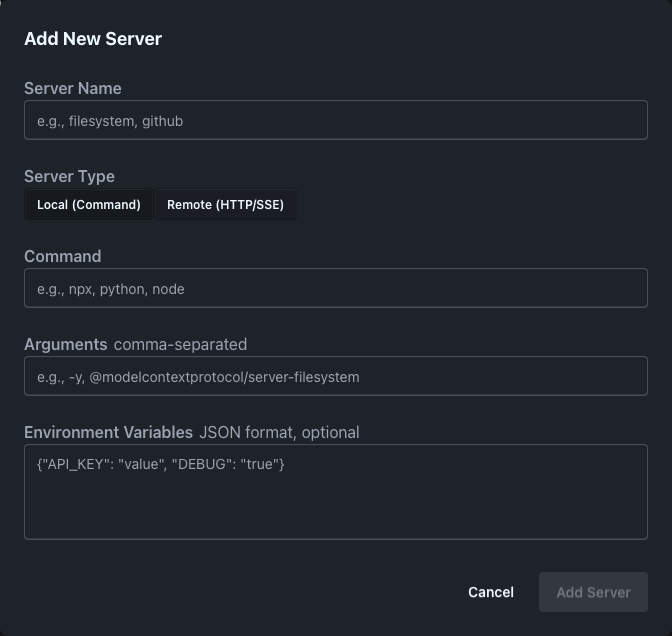 Add New Server
Server Name
e.g., filesystem, github
Server Type
Local (Command) Remote (HTTP/SSE)
Command
e.g., npx, python, node
Arguments comma-separated
e.g., -y, @modelcontextprotocol/server-filesystem
Environment Variables JSON format, optional
{"API_KEY": "value", "DEBUG": "true"}
Cancel Add Server